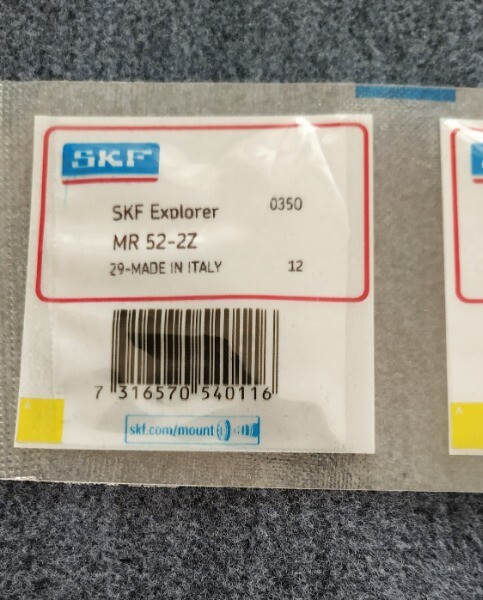 SKF
SKF Explorer 0350
MR 52-2Z
29-MADE IN ITALY 12
7 316570 540116
skf.com/mount